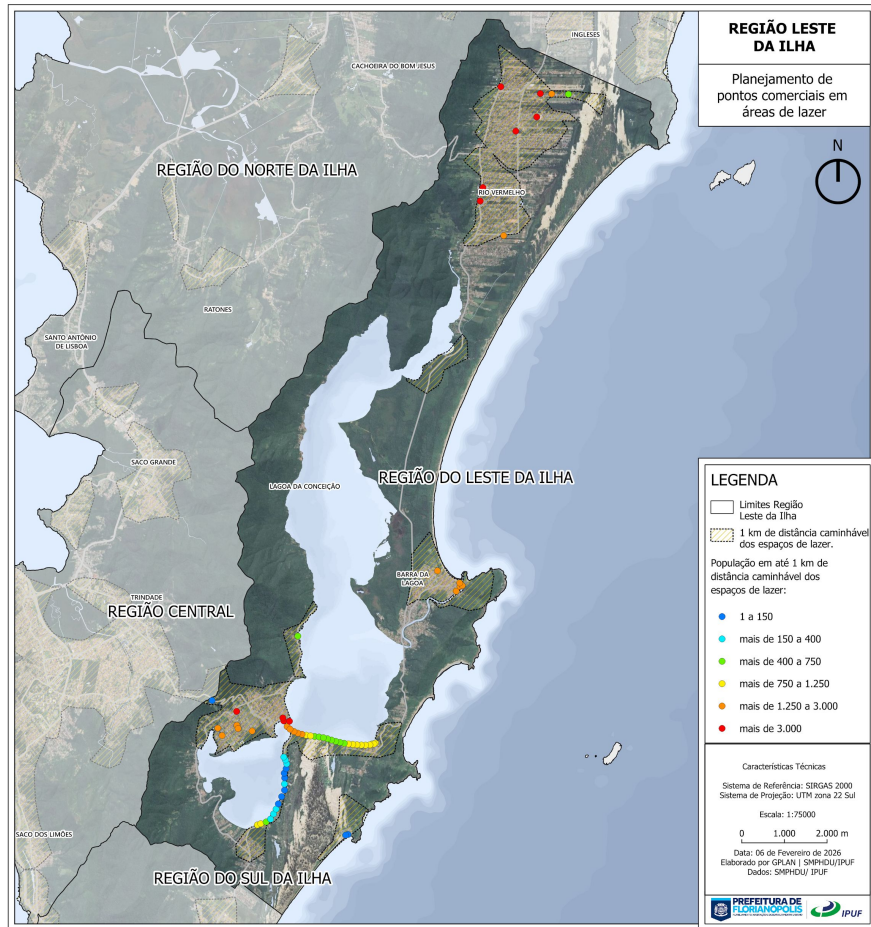 REGIÃO LESTE
DA ILHA
Planejamento de
pontos comerciais em
áreas de lazer
N
INGLESES
CACHOEIRA DO BOM JESUS
REGIÃO DO NORTE DA ILHA
RIO VERMELHO
RATONES
SANTO ANTÔNIO
DE LISBOA
SACO GRANDE
REGIÃO DO LESTE DA ILHA
LAGOA DA CONCEIÇÃO
BARRA DA
LAGOA
TRINDADE
REGIÃO CENTRAL
SACO DOS LIMÕES
REGIÃO DO SUL DA ILHA
LEGENDA
Limites Região
Leste da Ilha
1 km de distância caminhável
dos espaços de lazer.
População em até 1 km de
distância caminhável dos
espaços de lazer:
1 a 150
mais de 150 a 400
mais de 400 a 750
mais de 750 a 1.250
mais de 1.250 a 3.000
mais de 3.000
Características Técnicas
Sistema de Referência: SIRGAS 2000
Sistema de Projeção: UTM zona 22 Sul
Escala: 1:75000
0 1.000 2.000 m
Data: 06 de Fevereiro de 2026
Elaborado por GPLAN | SMPHDU/IPUF
Dados: SMPHDU/ IPUF
PREFEITURA DE
FLORIANÓPOLIS
IPUF